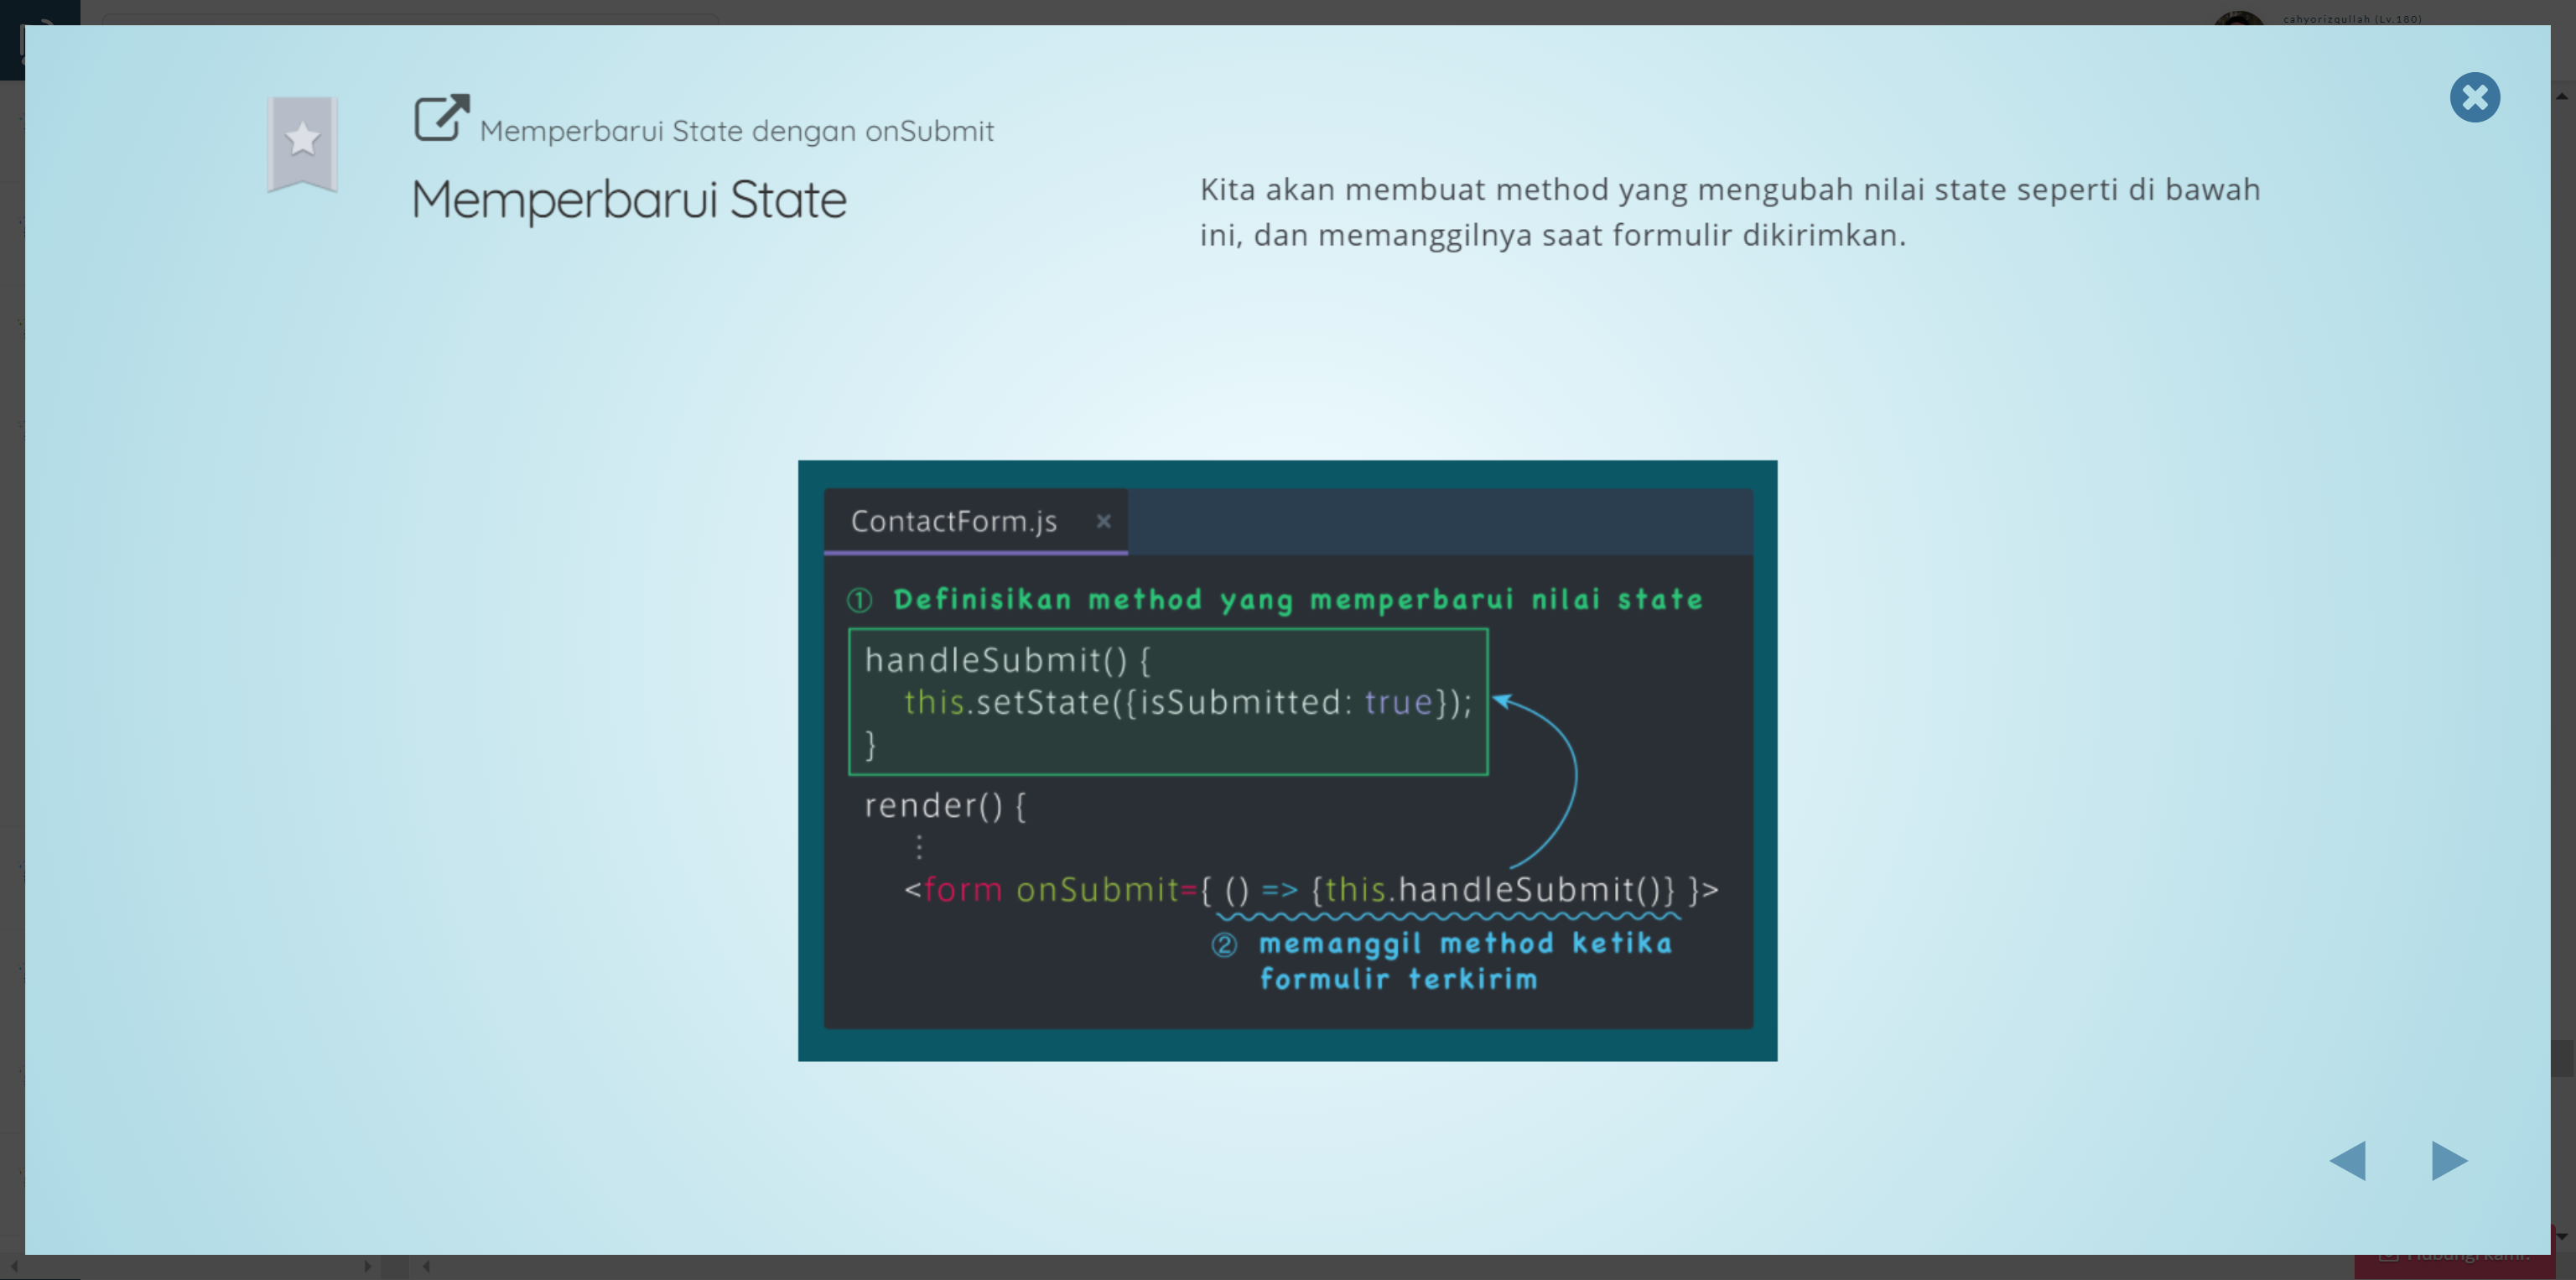 cahyorizqullah (Lv.180)
Memperbarui State dengan onSubmit
Memperbarui State
Kita akan membuat method yang mengubah nilai state seperti di bawah
ini, dan memanggilnya saat formulir dikirimkan.
ContactForm.js ×
① Definisikan method yang memperbarui nilai state
handleSubmit() {
this.setState({isSubmitted: true});
}
render() {
⋮
<form onSubmit={ () => {this.handleSubmit()} }>
② memanggil method ketika
formulir terkirim
Hubungi kami.